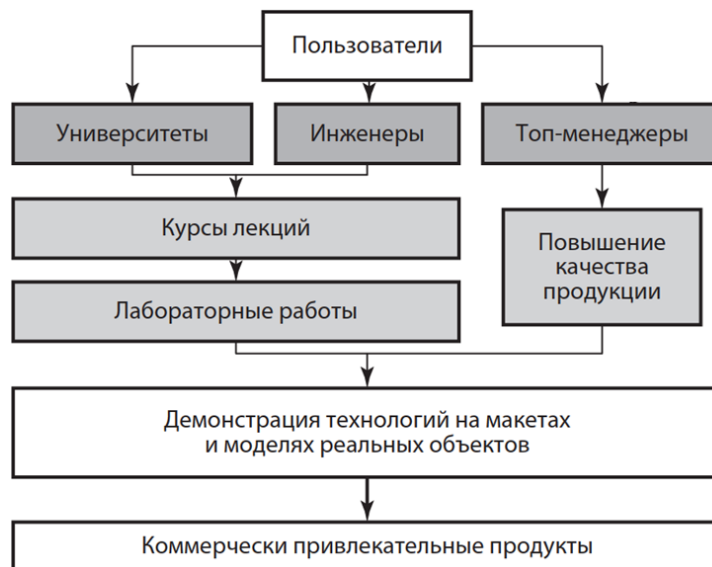 Пользователи
Университеты
Инженеры
Топ-менеджеры
Курсы лекций
Повышение
качества
продукции
Лабораторные работы
Демонстрация технологий на макетах
и моделях реальных объектов
Коммерчески привлекательные продукты